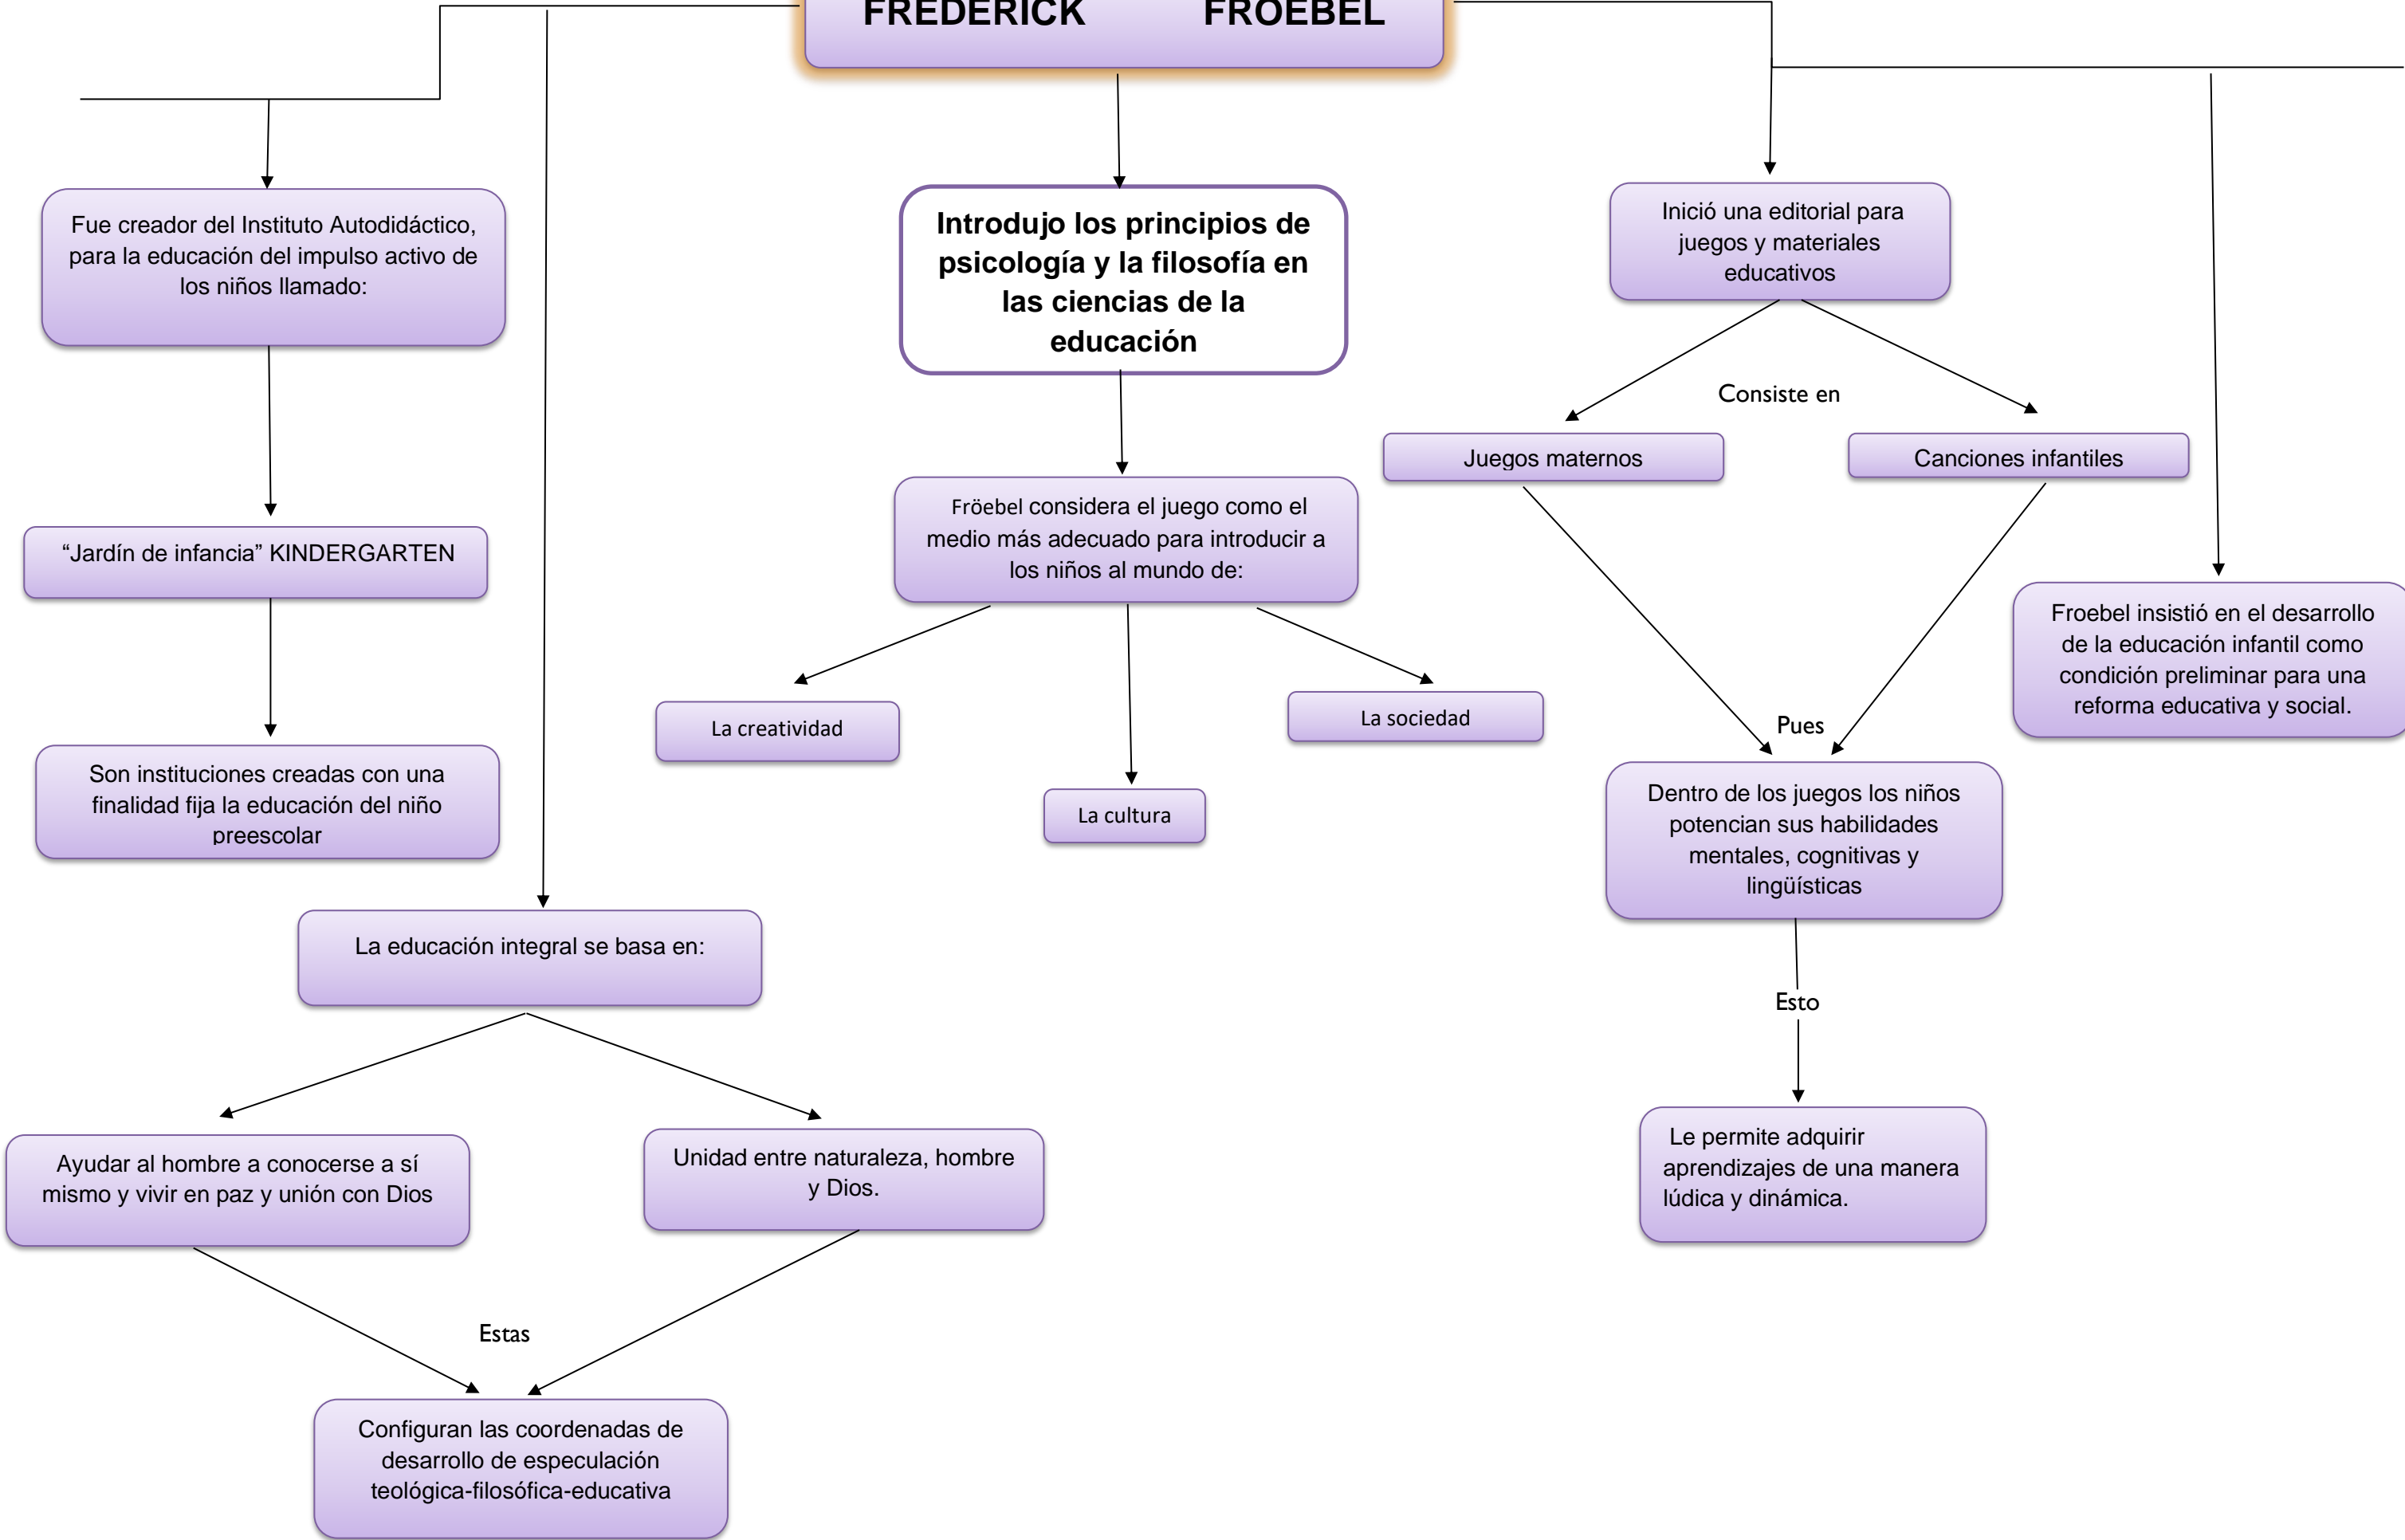 FREDERICK FROEBEL
Fue creador del Instituto Autodidáctico,
para la educación del impulso activo de
los niños llamado:
“Jardín de infancia” KINDERGARTEN
Son instituciones creadas con una
finalidad fija la educación del niño
preescolar
La educación integral se basa en:
Ayudar al hombre a conocerse a sí
mismo y vivir en paz y unión con Dios
Unidad entre naturaleza, hombre
y Dios.
Estas
Configuran las coordenadas de
desarrollo de especulación
teológica-filosófica-educativa
Introdujo los principios de
psicología y la filosofía en
las ciencias de la
educación
Fröebel considera el juego como el
medio más adecuado para introducir a
los niños al mundo de:
La creatividad
La cultura
La sociedad
Inició una editorial para
juegos y materiales
educativos
Consiste en
Juegos maternos
Canciones infantiles
Pues
Dentro de los juegos los niños
potencian sus habilidades
mentales, cognitivas y
lingüísticas
Esto
Le permite adquirir
aprendizajes de una manera
lúdica y dinámica.
Froebel insistió en el desarrollo
de la educación infantil como
condición preliminar para una
reforma educativa y social.